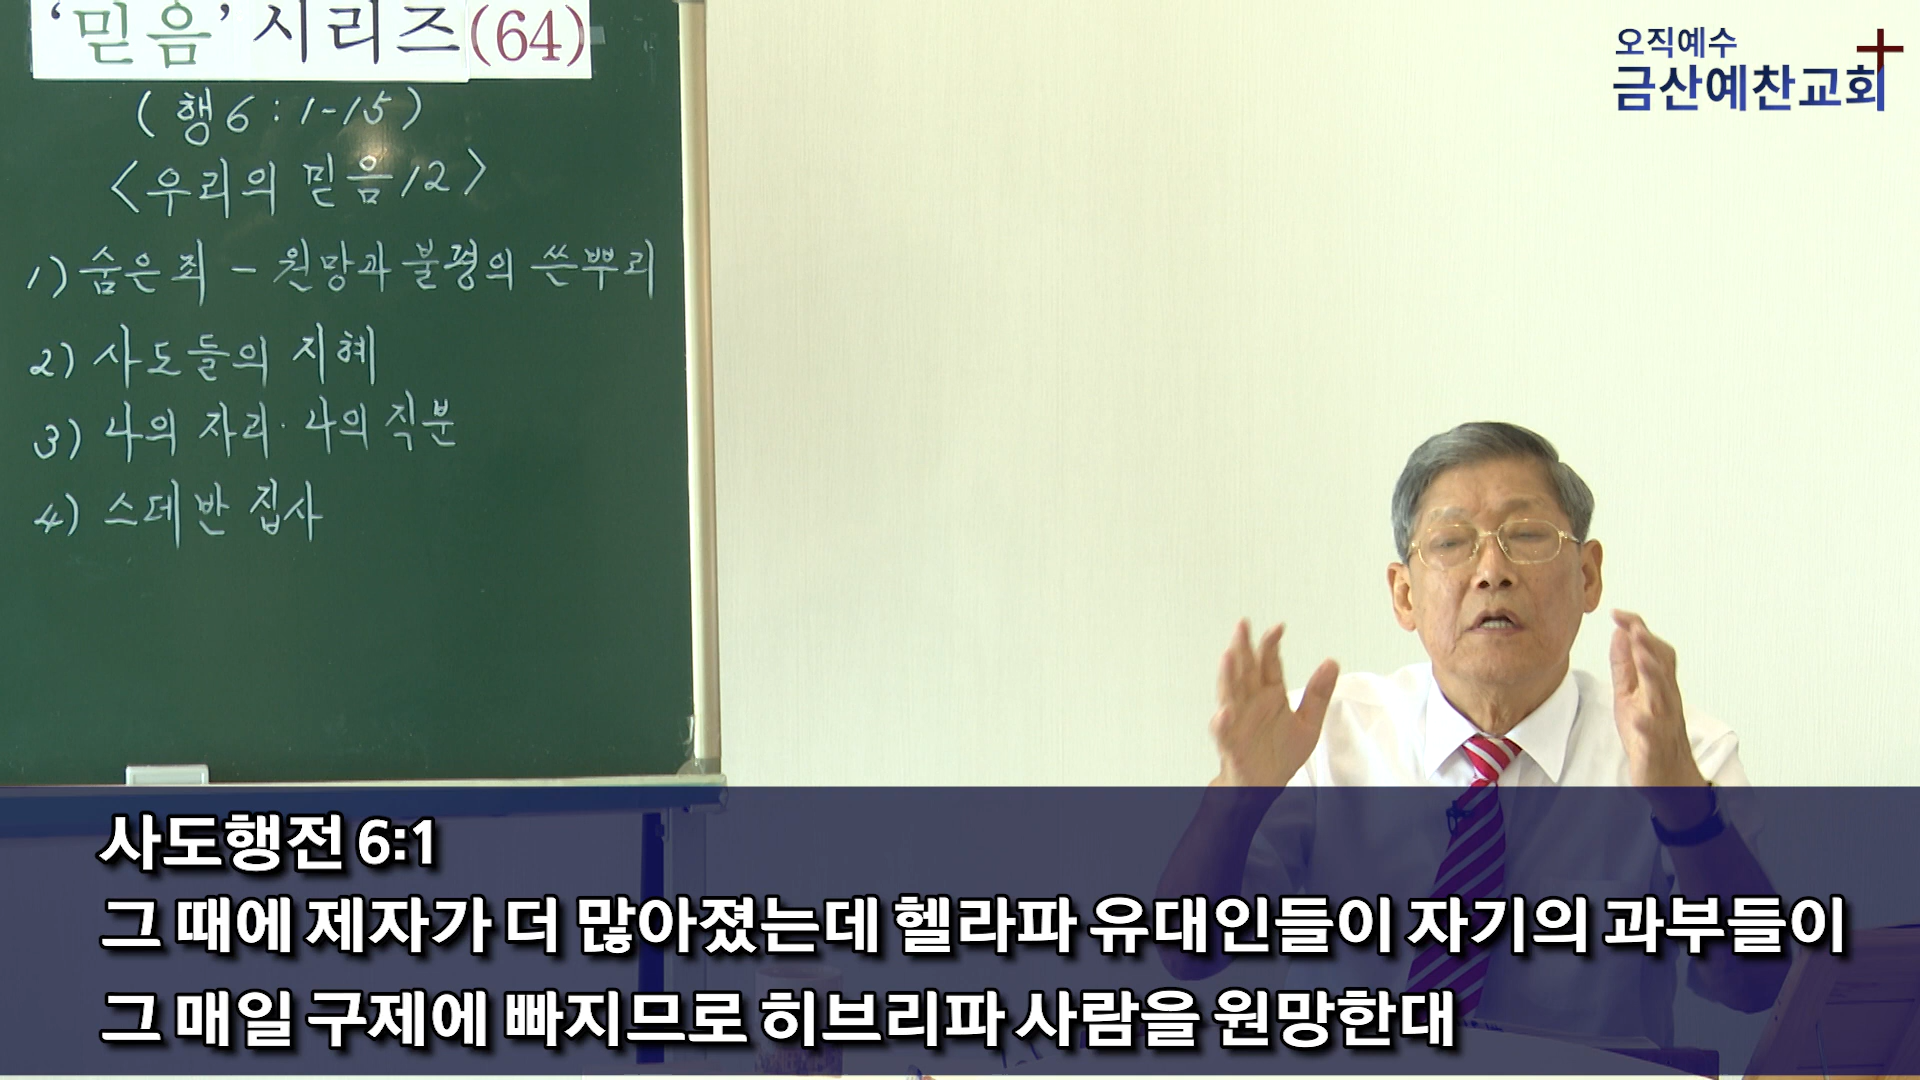 ‘믿음’ 시리즈(64)
(행6:1-15)
<우리의 믿음12>
1) 숨은죄 - 원망과 불평의 쓴뿌리
2) 사도들의 지혜
3) 나의 자리·나의 직분
4) 스데반 집사
오직예수
금산예찬교회
사도행전 6:1
그 때에 제자가 더 많아졌는데 헬라파 유대인들이 자기의 과부들이
그 매일 구제에 빠지므로 히브리파 사람을 원망한대